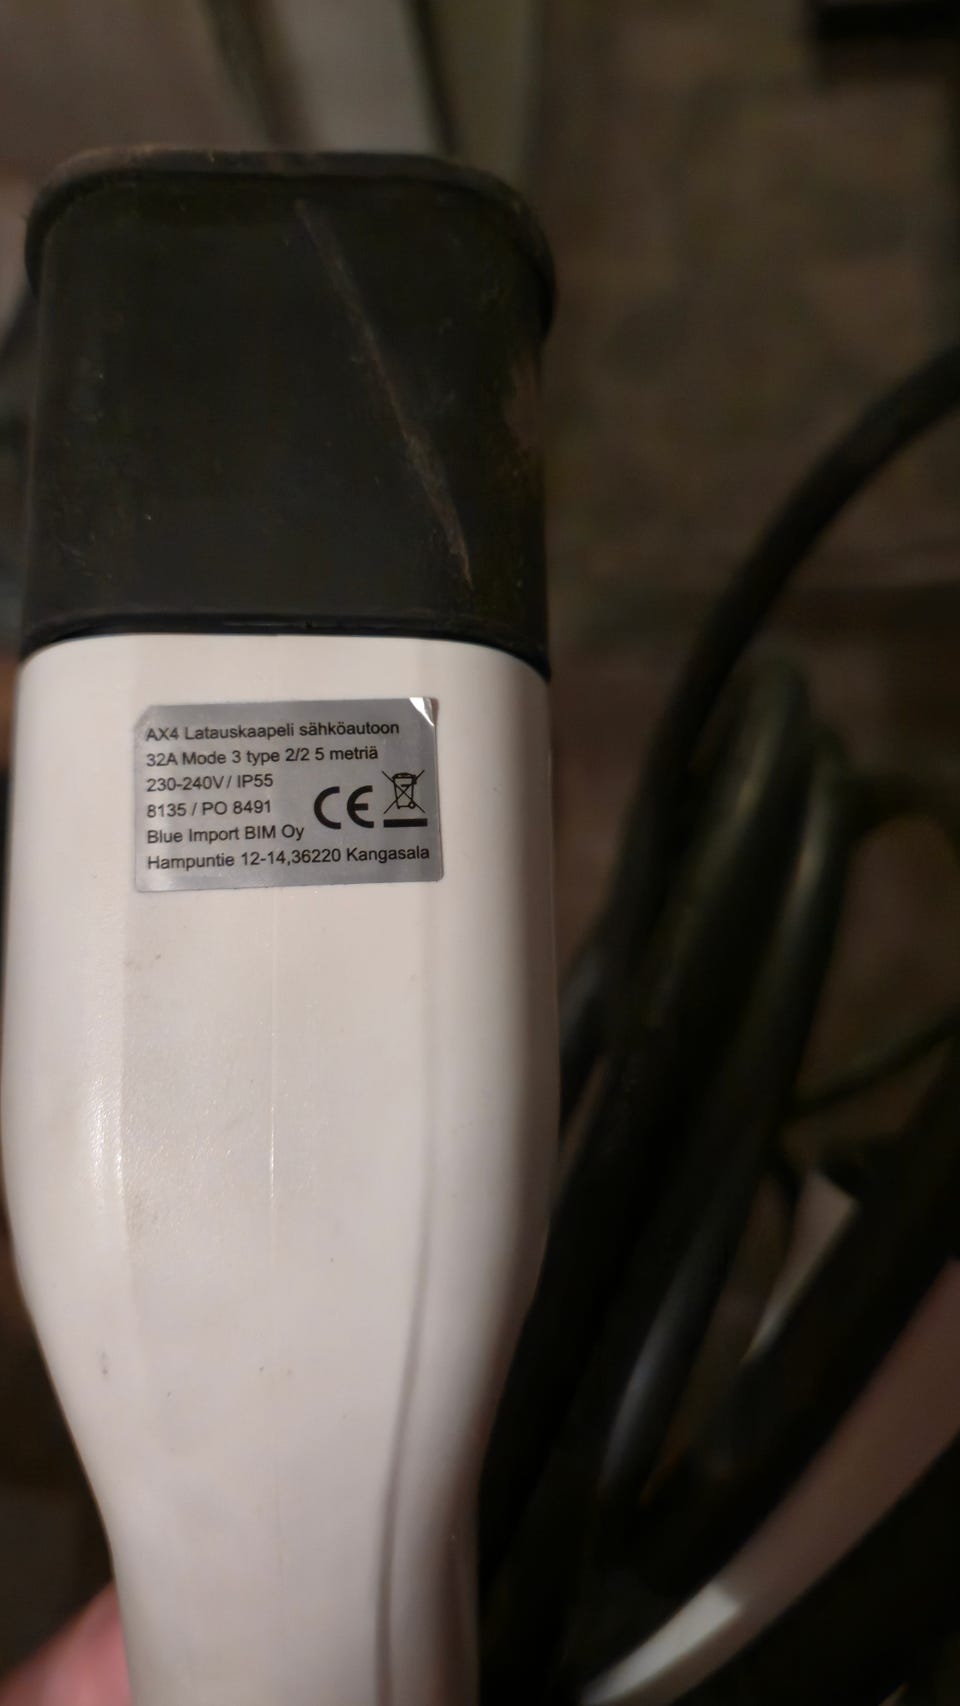 AX4 Latauskaapeli sähköautoon
32A Mode 3 type 2/2 5 metriä
230-240V/ IP55
8135 / PO 8491
Blue Import BIM Oy
Hampuntie 12-14,36220 Kangasala
CE